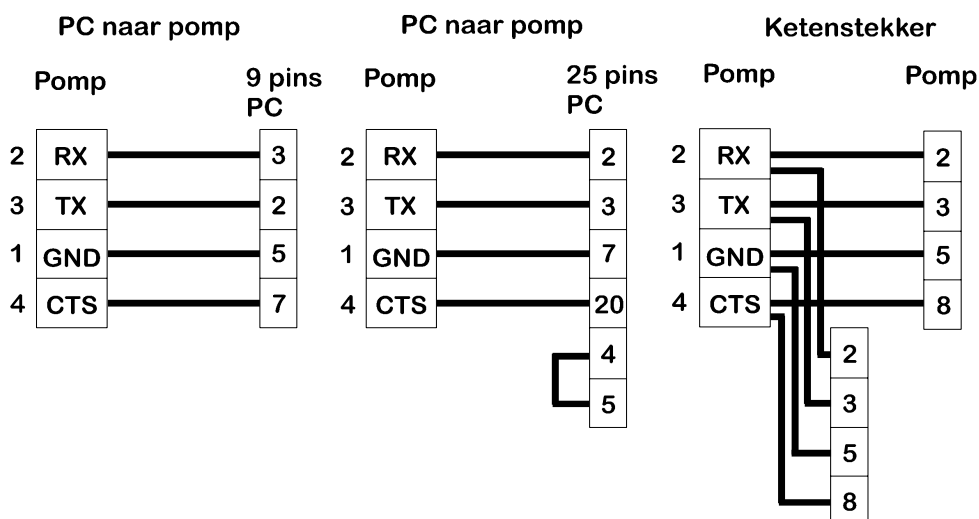 PC naar pomp
Pomp
9 pins
PC
2 RX 3
3 TX 2
1 GND 5
4 CTS 7
PC naar pomp
Pomp
25 pins
PC
2 RX 2
3 TX 3
1 GND 7
4 CTS 20
4
5
Ketenstekker
Pomp
Pomp
2 RX 2
3 TX 3
1 GND 5
4 CTS 8
2
3
5
8